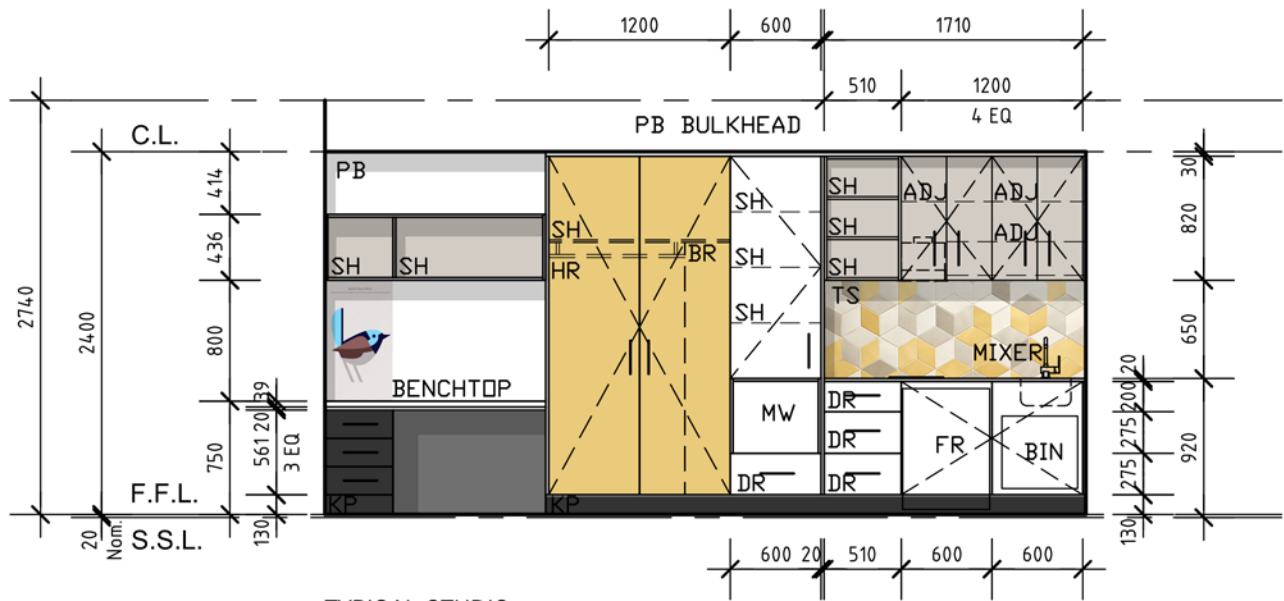 1200 600 1710
510 1200
4 EQ
PB BULKHEAD
C.L.
PB
414
436
800
39
20
561
3 EQ
750
130
2740
2400
20
Nom.
F.F.L.
S.S.L.
SH SH
SH
HR
BR
SH
SH
SH
SH
SH
SH
ADJ ADJ
ADJ
TS
MIXER
BENCHTOP
MW
DR
DR
DR
DR
FR
BIN
KP
KP
30
820
650
920
20
200
275
275
130
600 20 510 600 600